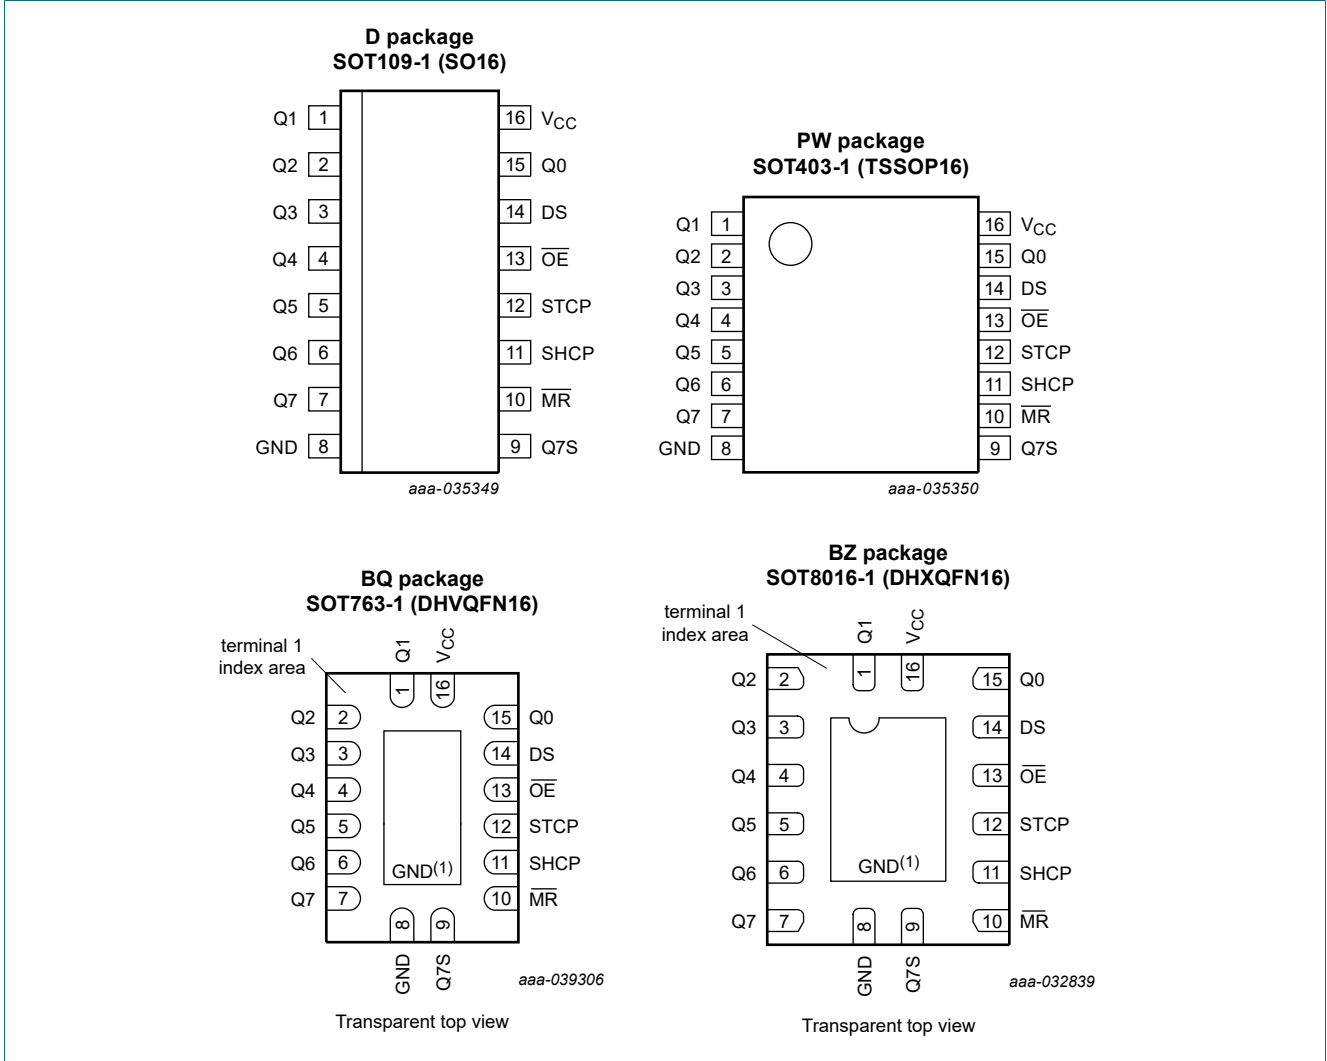 D package
SOT109-1 (SO16)
Q1 1 16 VCC
Q2 2 15 Q0
Q3 3 14 DS
Q4 4 13 O̅E̅
Q5 5 12 STCP
Q6 6 11 SHCP
Q7 7 10 M̅R̅
GND 8 9 Q7S
aaa-035349
PW package
SOT403-1 (TSSOP16)
Q1 1 16 VCC
Q2 2 15 Q0
Q3 3 14 DS
Q4 4 13 O̅E̅
Q5 5 12 STCP
Q6 6 11 SHCP
Q7 7 10 M̅R̅
GND 8 9 Q7S
aaa-035350
BQ package
SOT763-1 (DHVQFN16)
terminal 1
index area
Q1 VCC
1 16
Q2 2 15 Q0
Q3 3 14 DS
Q4 4 13 O̅E̅
Q5 5 12 STCP
Q6 6 11 SHCP
GND(1)
Q7 7 10 M̅R̅
8 9
GND Q7S
aaa-039306
Transparent top view
BZ package
SOT8016-1 (DHXQFN16)
terminal 1
index area
Q1 VCC
1 16
Q2 2 15 Q0
Q3 3 14 DS
Q4 4 13 O̅E̅
Q5 5 12 STCP
Q6 6 11 SHCP
GND(1)
Q7 7 10 M̅R̅
8 9
GND Q7S
aaa-032839
Transparent top view